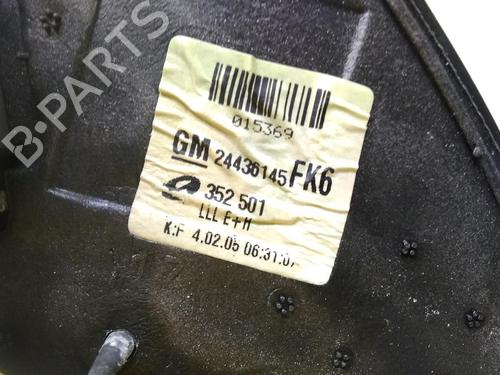 B-PARTS
015369
GM 24436145 FK6
352 501
LLL E+H
K:F 4.02.05 06:31:07